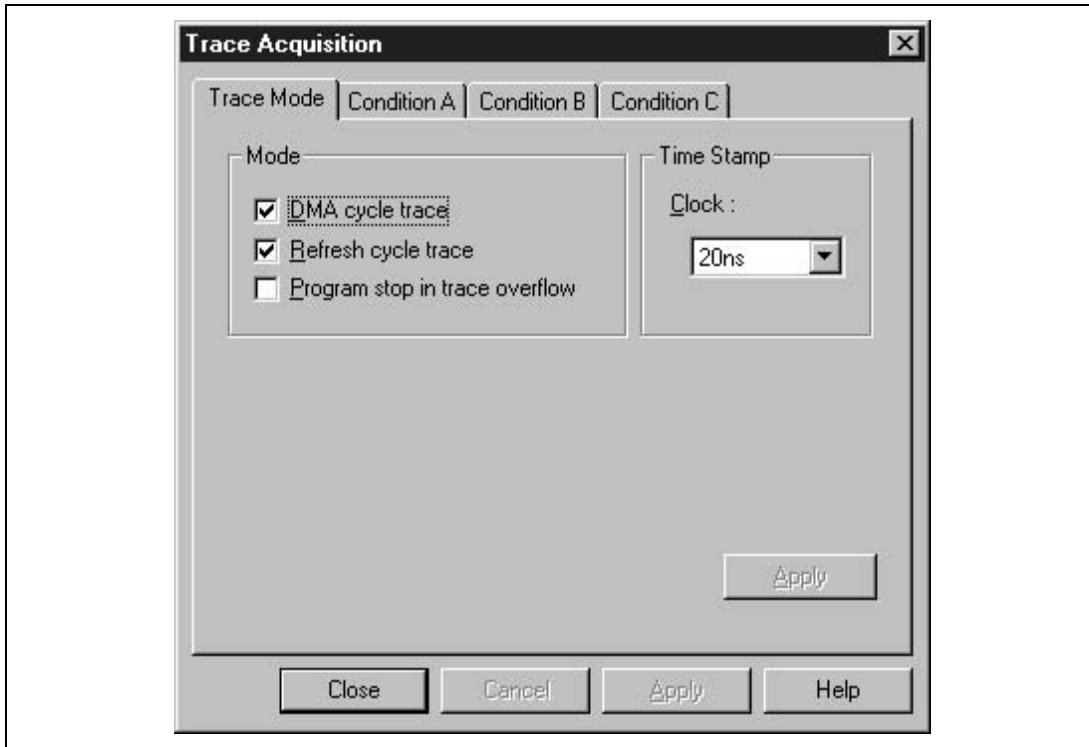 Trace Acquisition
Trace Mode Condition A Condition B Condition C
Mode
DMA cycle trace
Refresh cycle trace
Program stop in trace overflow
Time Stamp
Clock :
20ns
Apply
Close Cancel Apply Help